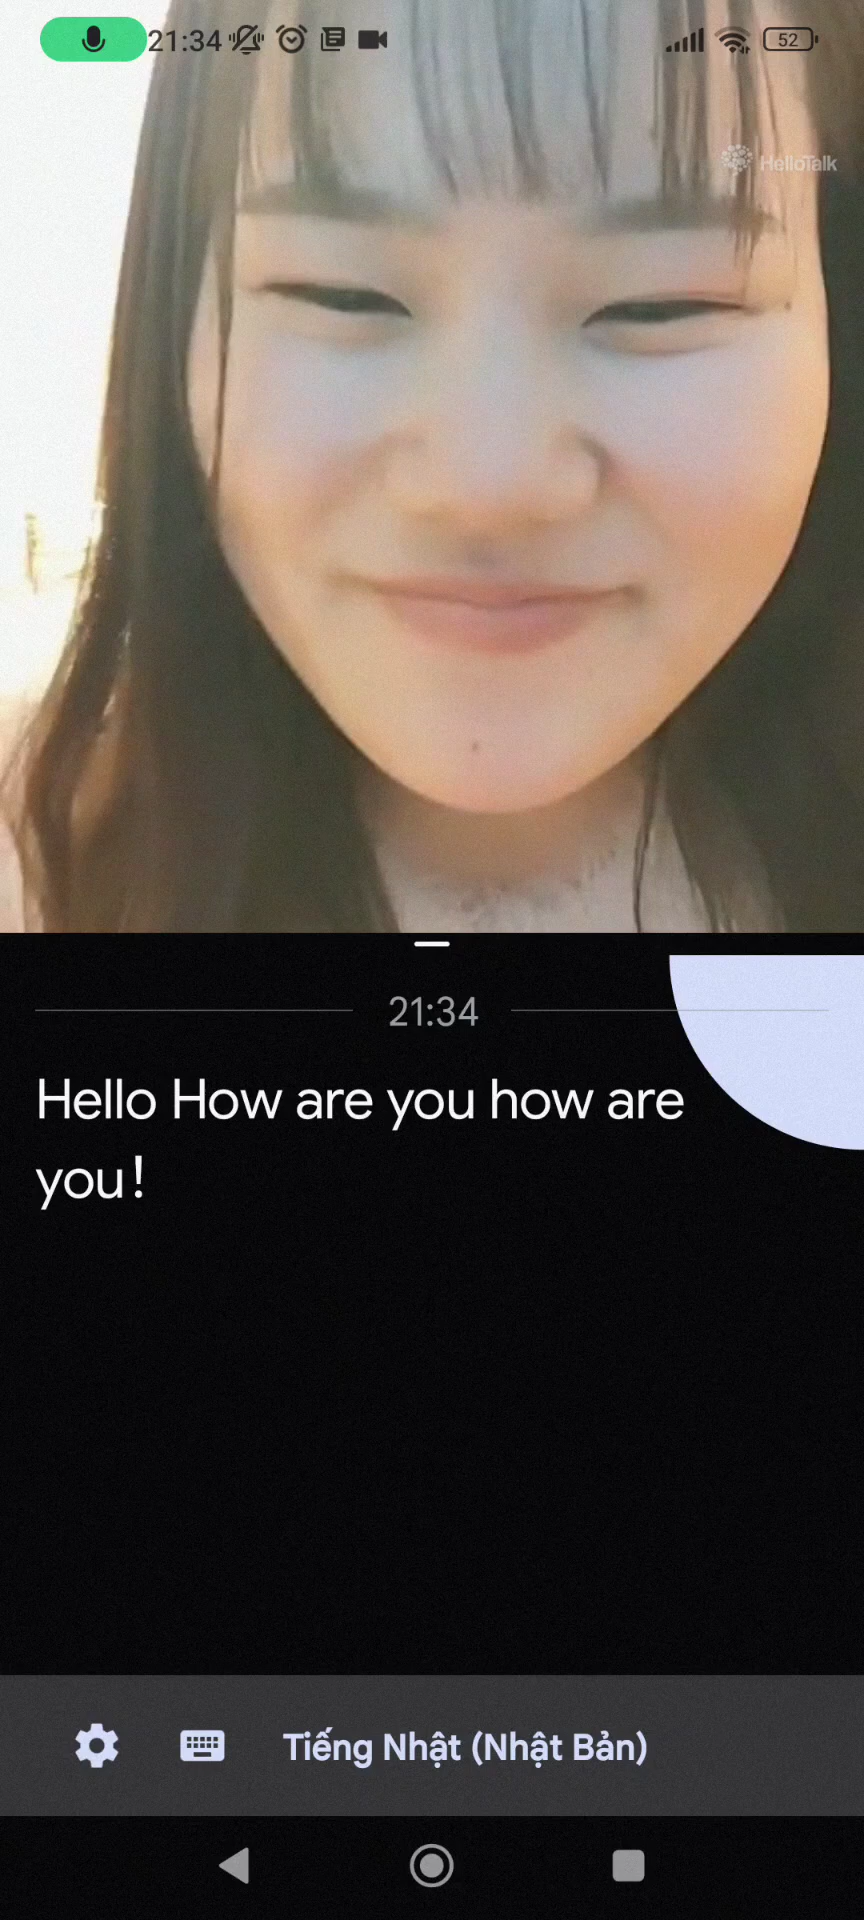 21:34
52
HelloTalk
21:34
Hello How are you how are
you!
Tiếng Nhật (Nhật Bản)